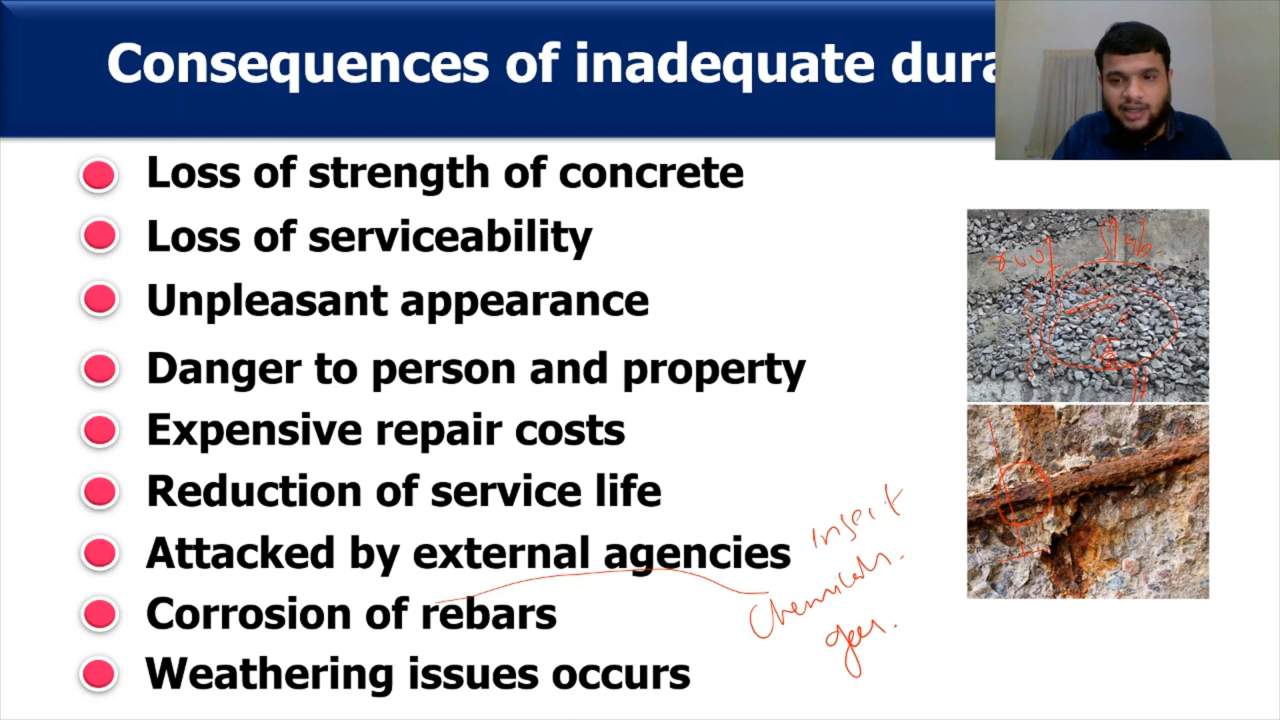 Consequences of inadequate dura
Loss of strength of concrete
Loss of serviceability
Unpleasant appearance
Danger to person and property
Expensive repair costs
Reduction of service life
Attacked by external agencies
Corrosion of rebars
Weathering issues occurs
roof slab.
insect
chemicals.